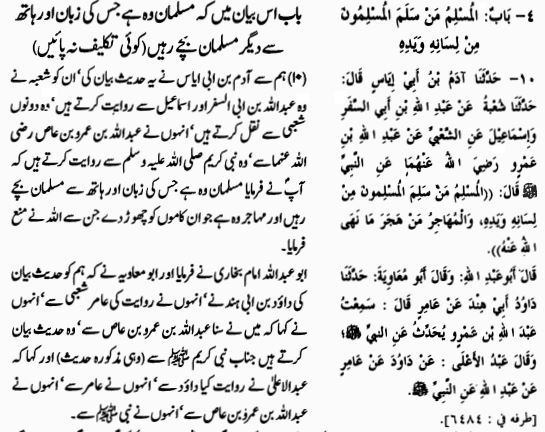 ٤- بَابٌ: الْمُسْلِمُ مَنْ سَلِمَ الْمُسْلِمُونَ
مِنْ لِسَانِهِ وَيَدِهِ
١٠- حَدَّثَنَا آدَمُ بْنُ أَبِي إِيَاسٍ قَالَ:
حَدَّثَنَا شُعْبَةُ عَنْ عَبْدِ اللهِ بْنِ أَبِي السَّفَرِ
وَإِسْمَاعِيلَ عَنِ الشَّعْبِيِّ عَنْ عَبْدِ اللهِ بْنِ
عَمْرٍو رَضِيَ اللهُ عَنْهُمَا عَنِ النَّبِيِّ
ﷺ قَالَ: ((الْمُسْلِمُ مَنْ سَلِمَ الْمُسْلِمُونَ مِنْ
لِسَانِهِ وَيَدِهِ، وَالْمُهَاجِرُ مَنْ هَجَرَ مَا نَهَى
اللهُ عَنْهُ)).
قَالَ أَبُو عَبْدِ اللهِ: وَقَالَ أَبُو مُعَاوِيَةَ: حَدَّثَنَا
دَاوُدُ أَبِي هِنْدَ عَنْ عَامِرٍ قَالَ : سَمِعْتُ
عَبْدَ اللهِ بْنَ عَمْرٍو يُحَدِّثُ عَنِ النَّبِيِّ ﷺ؛
وَقَالَ عَبْدُ الأَعْلَى : عَنْ دَاوُدَ عَنْ عَامِرٍ
عَنْ عَبْدِ اللهِ عَنِ النَّبِيِّ ﷺ.
[طرفه في : ٦٤٨٤].
باب اس بیان میں کہ مسلمان وہ ہے جس کی زبان اور ہاتھ
سے دیگر مسلمان بچے رہیں (کوئی تکلیف نہ پائیں)
(۱۰) ہم سے آدم بن ابی ایاس نے یہ حدیث بیان کی‘ ان کو شعبہ نے
وہ عبداللہ بن ابی السفر اور اسماعیل سے روایت کرتے ہیں‘ وہ دونوں
شعبی سے نقل کرتے ہیں‘ انہوں نے عبداللہ بن عمرو بن عاص رضی
اللہ عنما سے‘ وہ نبی کریم صلی اللہ علیہ و سلم سے روایت کرتے ہیں کہ
آپؐ نے فرمایا مسلمان وہ ہے جس کی زبان اور ہاتھ سے مسلمان بچے
رہیں اور مہاجر وہ ہے جو ان کاموں کو چھوڑ دے جن سے اللہ نے منع
فرمایا۔
ابو عبداللہ امام بخاری نے فرمایا اور ابو معاویہ نے کہ ہم کو حدیث بیان
کی داؤد بن ابی ہند نے‘ انہوں نے روایت کی عامر شعبی سے‘ انہوں
نے کہا کہ میں نے سنا عبداللہ بن عمرو بن عاص سے‘ وہ حدیث بیان
کرتے ہیں جناب نبی کریم ﷺ سے (وہی مذکورہ حدیث) اور کہا کہ
عبدالاعلیٰ نے روایت کیا داؤد سے‘ انہوں نے عامر سے‘ انہوں نے
عبداللہ بن عمرو بن عاص سے‘ انہوں نے نبی ﷺ سے۔